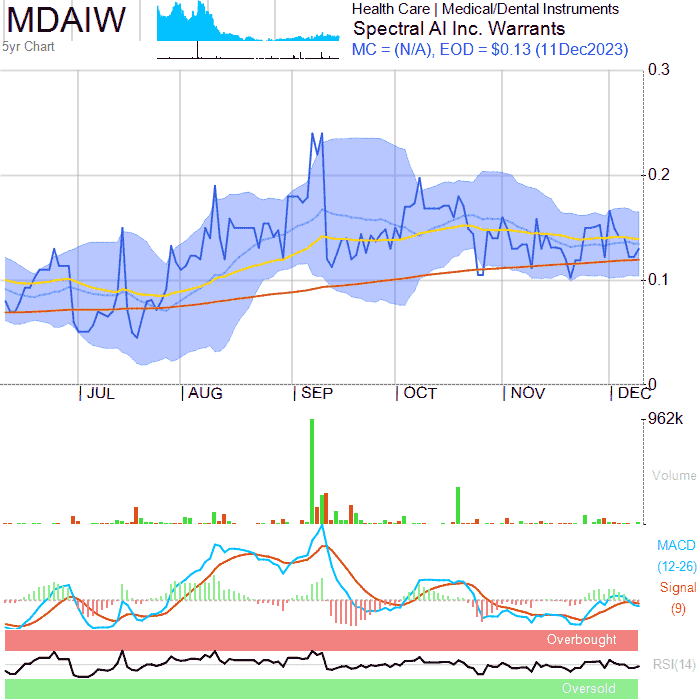 MDAIW
5yr Chart
Health Care | Medical/Dental Instruments
Spectral AI Inc. Warrants
MC = (N/A), EOD = $0.13 (11Dec2023)
0.3
0.2
0.1
0
| JUL | AUG | SEP | OCT | NOV | DEC
962k
Volume
MACD
(12-26)
Signal
(9)
Overbought
RSI(14)
Oversold